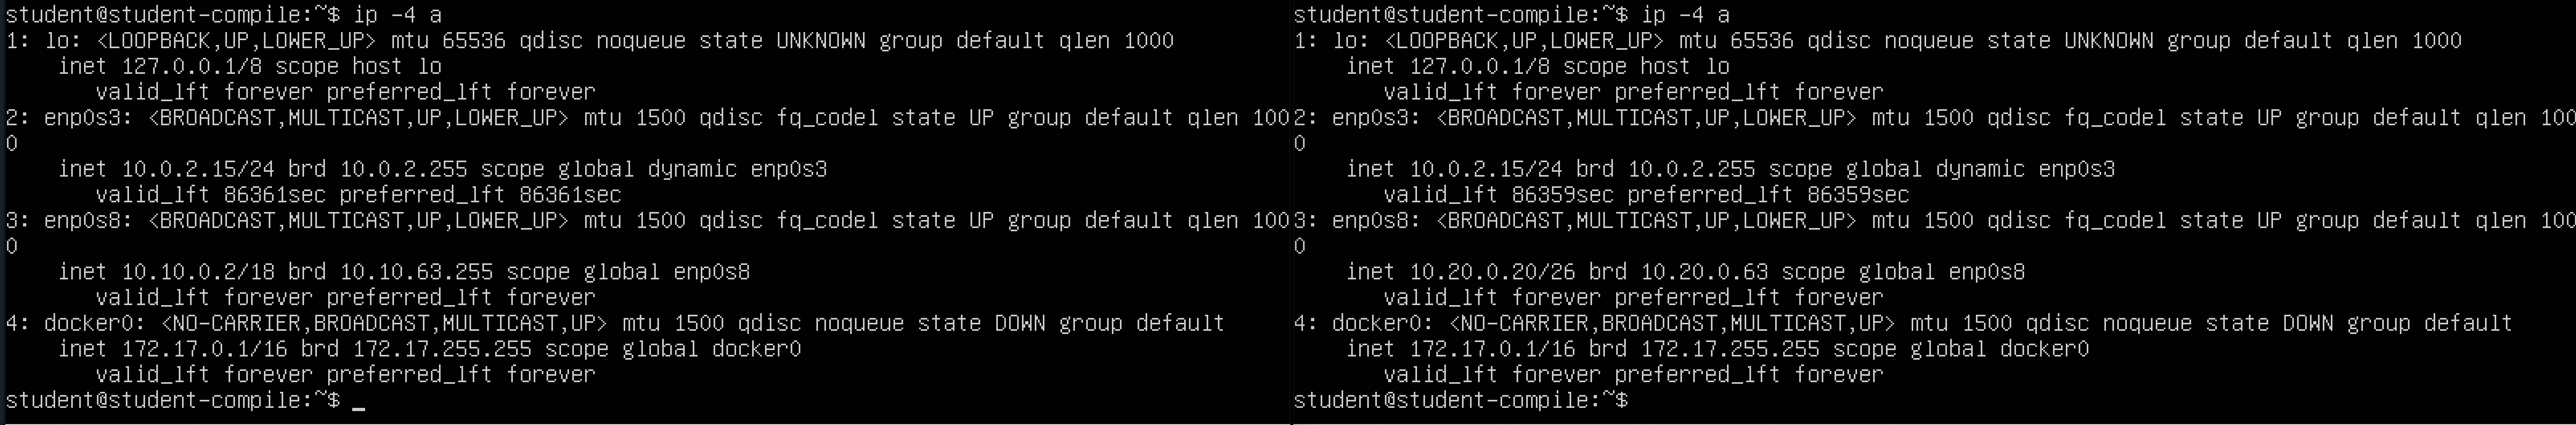 student@student-compile:~$ ip -4 a
1: lo: <LOOPBACK,UP,LOWER_UP> mtu 65536 qdisc noqueue state UNKNOWN group default qlen 1000
    inet 127.0.0.1/8 scope host lo
       valid_lft forever preferred_lft forever
2: enp0s3: <BROADCAST,MULTICAST,UP,LOWER_UP> mtu 1500 qdisc fq_codel state UP group default qlen 100
0
    inet 10.0.2.15/24 brd 10.0.2.255 scope global dynamic enp0s3
       valid_lft 86361sec preferred_lft 86361sec
3: enp0s8: <BROADCAST,MULTICAST,UP,LOWER_UP> mtu 1500 qdisc fq_codel state UP group default qlen 100
0
    inet 10.10.0.2/18 brd 10.10.63.255 scope global enp0s8
       valid_lft forever preferred_lft forever
4: docker0: <NO-CARRIER,BROADCAST,MULTICAST,UP> mtu 1500 qdisc noqueue state DOWN group default
    inet 172.17.0.1/16 brd 172.17.255.255 scope global docker0
       valid_lft forever preferred_lft forever
student@student-compile:~$ _
student@student-compile:~$ ip -4 a
1: lo: <LOOPBACK,UP,LOWER_UP> mtu 65536 qdisc noqueue state UNKNOWN group default qlen 1000
    inet 127.0.0.1/8 scope host lo
       valid_lft forever preferred_lft forever
2: enp0s3: <BROADCAST,MULTICAST,UP,LOWER_UP> mtu 1500 qdisc fq_codel state UP group default qlen 100
0
    inet 10.0.2.15/24 brd 10.0.2.255 scope global dynamic enp0s3
       valid_lft 86359sec preferred_lft 86359sec
3: enp0s8: <BROADCAST,MULTICAST,UP,LOWER_UP> mtu 1500 qdisc fq_codel state UP group default qlen 100
0
    inet 10.20.0.20/26 brd 10.20.0.63 scope global enp0s8
       valid_lft forever preferred_lft forever
4: docker0: <NO-CARRIER,BROADCAST,MULTICAST,UP> mtu 1500 qdisc noqueue state DOWN group default
    inet 172.17.0.1/16 brd 172.17.255.255 scope global docker0
       valid_lft forever preferred_lft forever
student@student-compile:~$